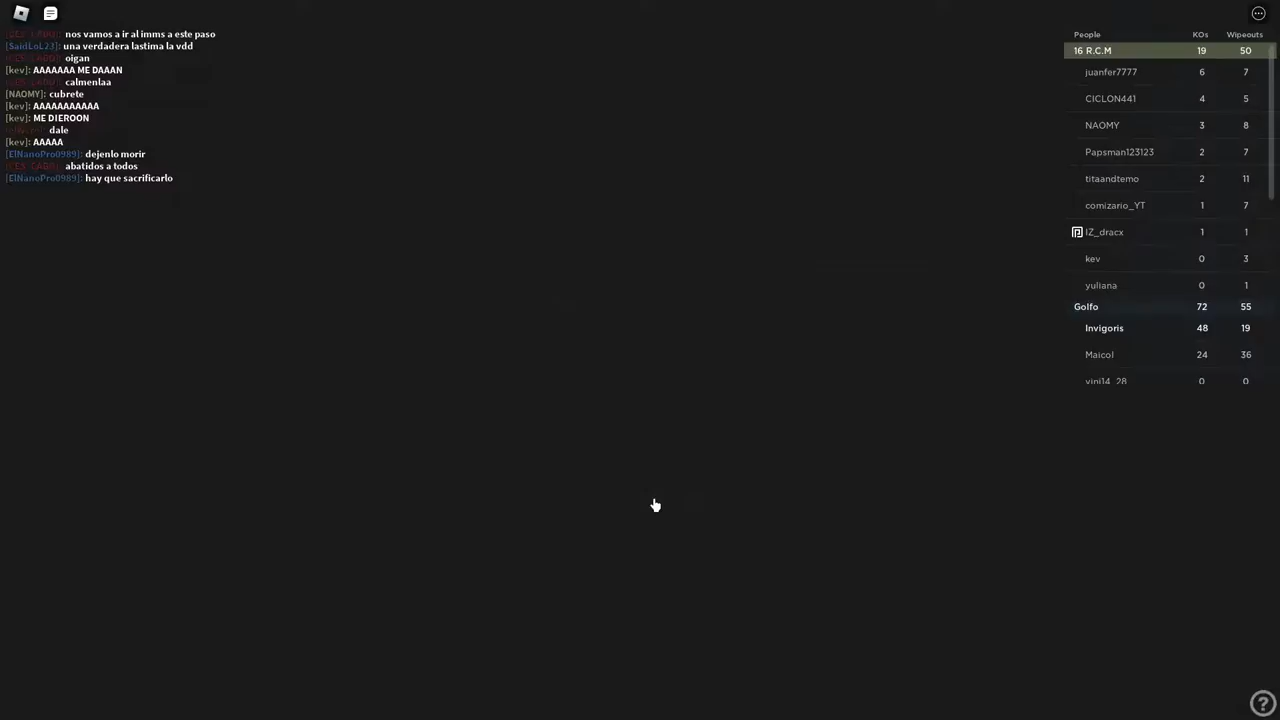 nos vamos a ir al imms a este paso
[SaidLoL23]: una verdadera lastima la vdd
oigan
[kev]: AAAAAAA ME DAAAN
calmenlaa
[NAOMY]: cubrete
[kev]: AAAAAAAAAAA
[kev]: ME DIEROON
dale
[kev]: AAAAA
[ElNanoPro0989]: dejenlo morir
abatidos a todos
[ElNanoPro0989]: hay que sacrificarlo
People KOs Wipeouts
16 R.C.M 19 50
juanfer7777 6 7
CICLON441 4 5
NAOMY 3 8
Papsman123123 2 7
titaandtemo 2 11
comizario_YT 1 7
IZ_dracx 1 1
kev 0 3
yuliana 0 1
Golfo 72 55
Invigoris 48 19
Maicol 24 36
vini14_28 0 0
?